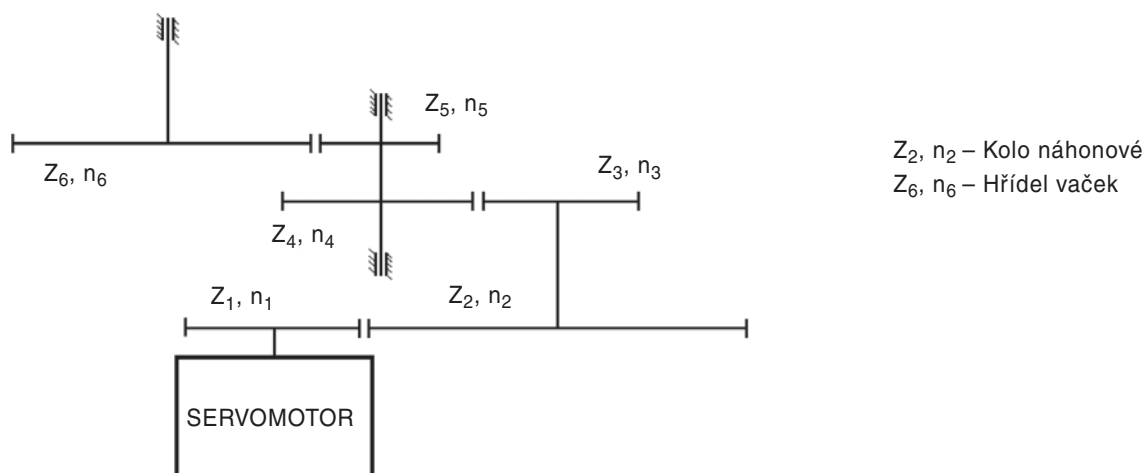 Z₅, n₅
Z₆, n₆
Z₃, n₃
Z₂, n₂ – Kolo náhonové
Z₆, n₆ – Hřídel vaček
Z₄, n₄
Z₁, n₁
Z₂, n₂
SERVOMOTOR